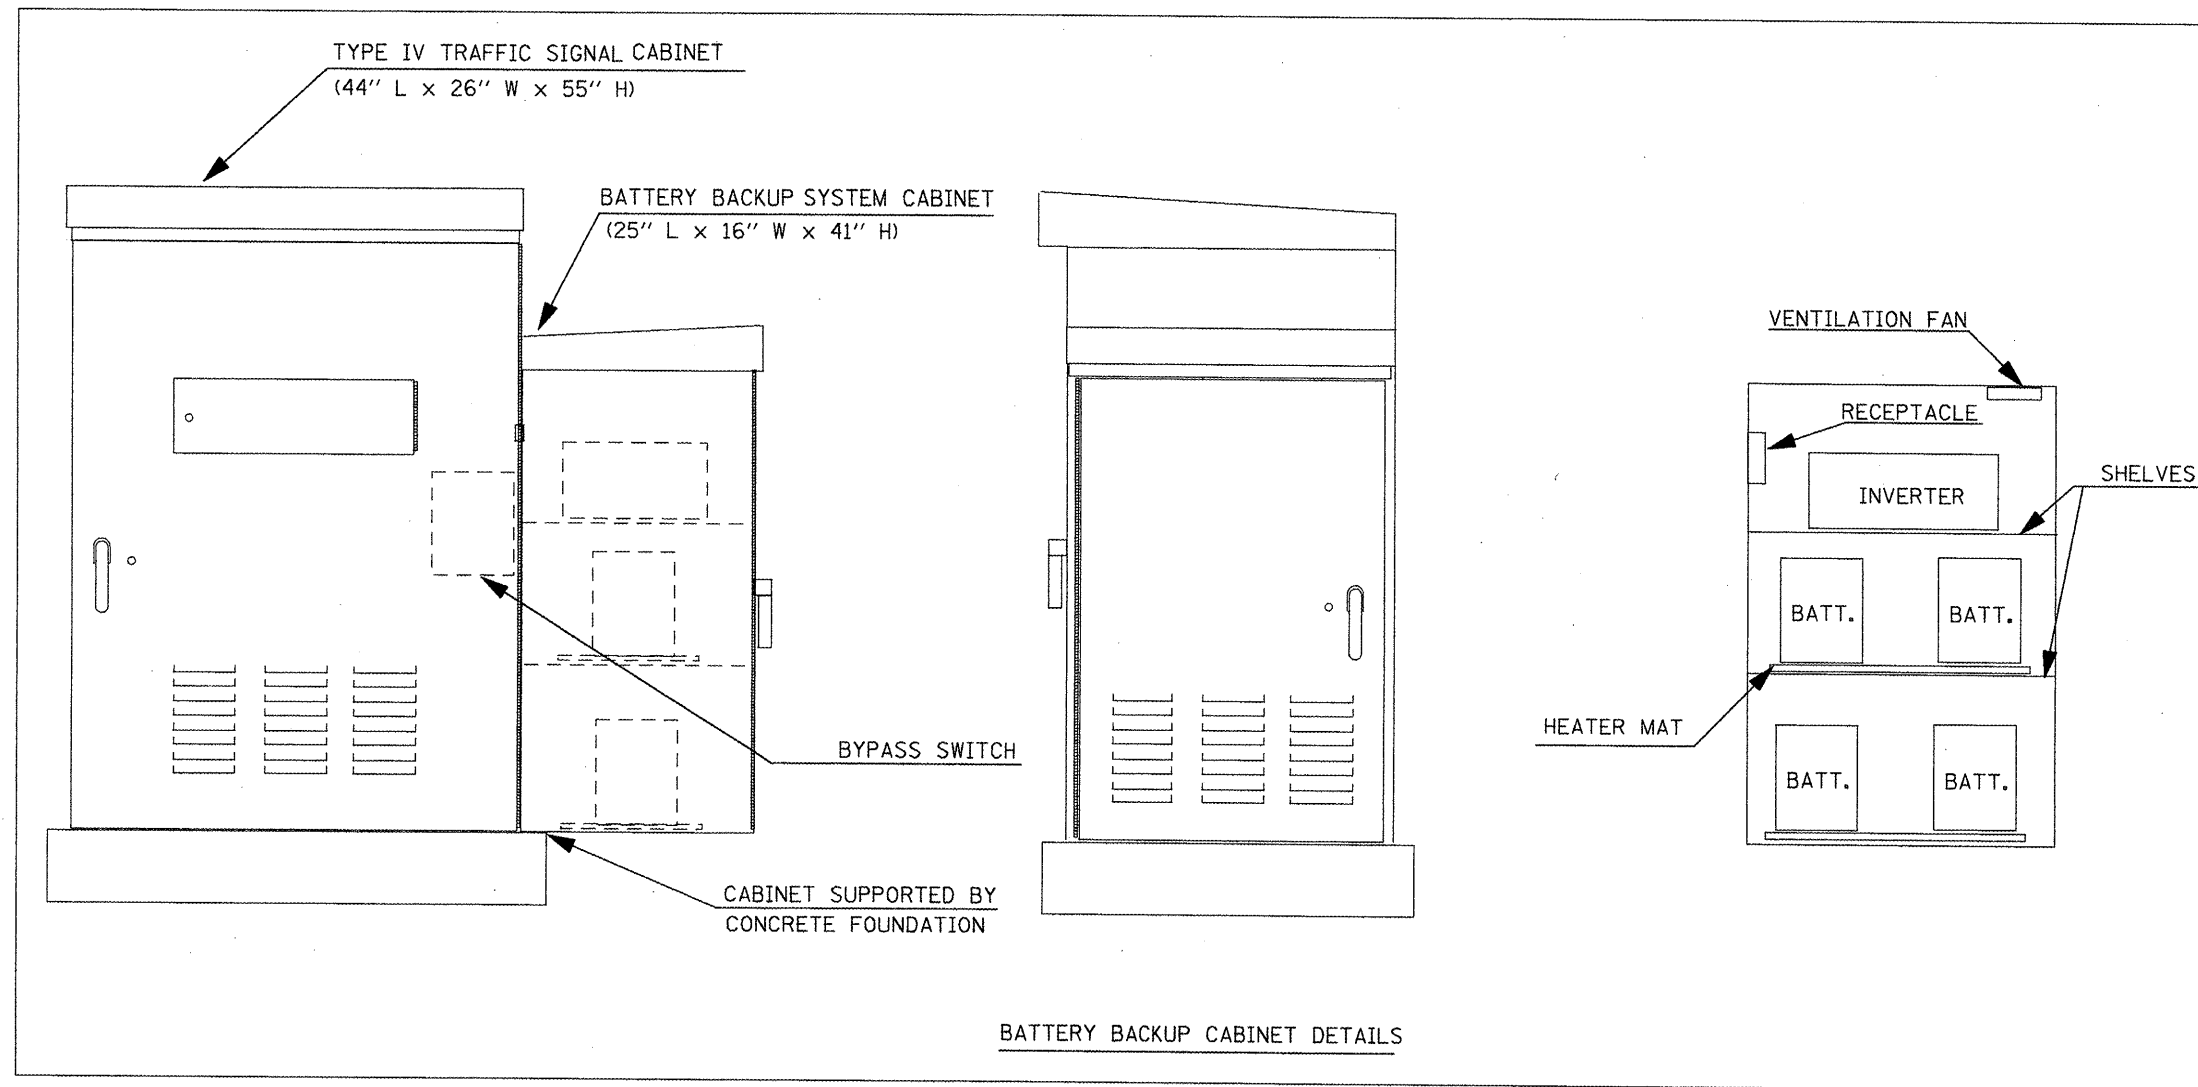 TYPE IV TRAFFIC SIGNAL CABINET
(44" L x 26" W x 55" H)
BATTERY BACKUP SYSTEM CABINET
(25" L x 16" W x 41" H)
VENTILATION FAN
RECEPTACLE
SHELVES
INVERTER
BATT.
BATT.
HEATER MAT
BYPASS SWITCH
BATT.
BATT.
CABINET SUPPORTED BY
CONCRETE FOUNDATION
BATTERY BACKUP CABINET DETAILS